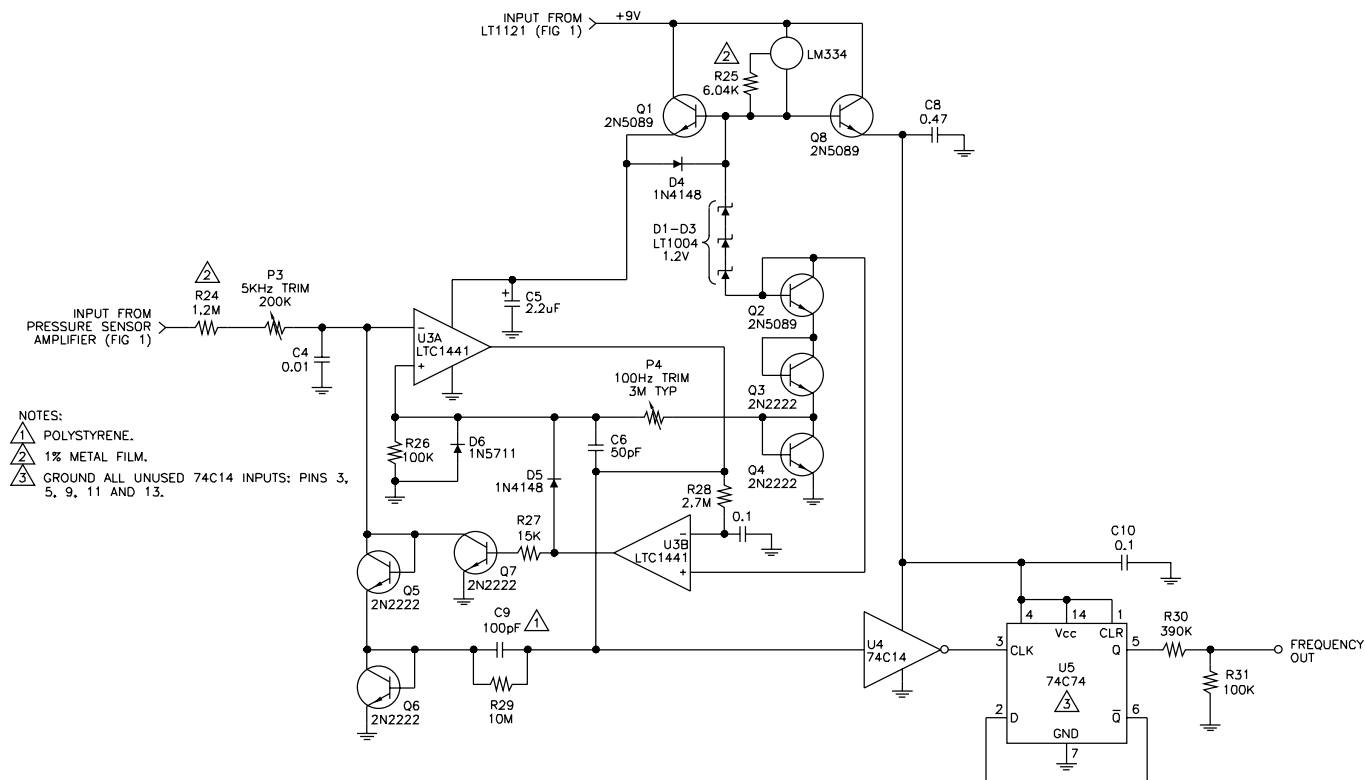 INPUT FROM
LT1121 (FIG 1)
+9V
2
R25
6.04K
LM334
Q1
2N5089
Q8
2N5089
C8
0.47
D4
1N4148
D1-D3
LT1004
1.2V
2
R24
1.2M
P3
5KHz TRIM
200K
INPUT FROM
PRESSURE SENSOR
AMPLIFIER (FIG 1)
C4
0.01
+
C5
2.2uF
−
U3A
LTC1441
+
Q2
2N5089
P4
100Hz TRIM
3M TYP
Q3
2N2222
NOTES:
1 POLYSTYRENE.
2 1% METAL FILM.
3 GROUND ALL UNUSED 74C14 INPUTS: PINS 3,
5, 9, 11 AND 13.
R26
100K
D6
1N5711
C6
50pF
D5
1N4148
Q4
2N2222
R28
2.7M
0.1
R27
15K
−
U3B
LTC1441
+
Q7
2N2222
Q5
2N2222
C9
100pF
1
R29
10M
Q6
2N2222
C10
0.1
U4
74C14
4
14
1
Vcc
CLR
3
CLK
Q
5
U5
74C74
3
2
D
Q̅
6
GND
7
R30
390K
FREQUENCY
OUT
R31
100K